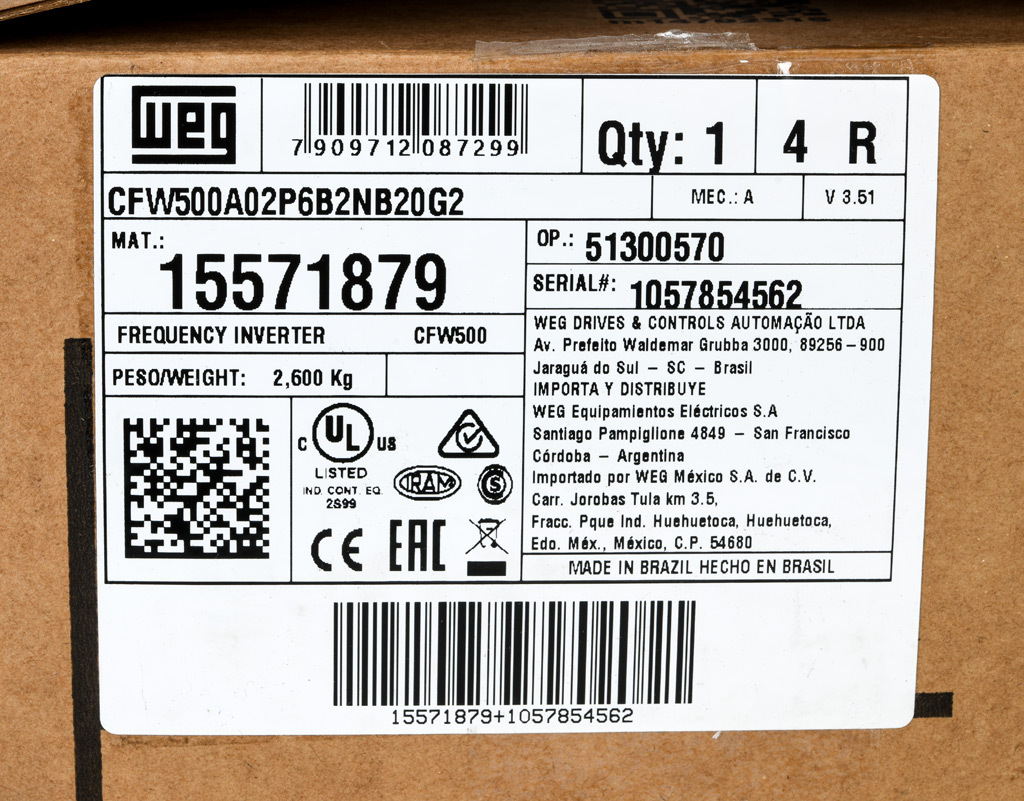 weg
7 909712 087299
Qty: 1
4 R
CFW500A02P6B2NB20G2
MEC.: A
V 3.51
MAT.:
15571879
OP.: 51300570
SERIAL#: 1057854562
FREQUENCY INVERTER CFW500
PESO/WEIGHT: 2,600 Kg
WEG DRIVES & CONTROLS AUTOMAÇÃO LTDA
Av. Prefeito Waldemar Grubba 3000, 89256-900
Jaraguá do Sul - SC - Brasil
IMPORTA Y DISTRIBUYE
WEG Equipamientos Eléctricos S.A
Santiago Pampiglione 4849 - San Francisco
Córdoba - Argentina
Importado por WEG México S.A. de C.V.
Carr. Jorobas Tula km 3.5,
Fracc. Pque Ind. Huehuetoca, Huehuetoca,
Edo. Méx., México, C.P. 54680
MADE IN BRAZIL HECHO EN BRASIL
C UL US
LISTED
IND. CONT. EQ.
2S99
IRAM
S
CE EAC
15571879+1057854562